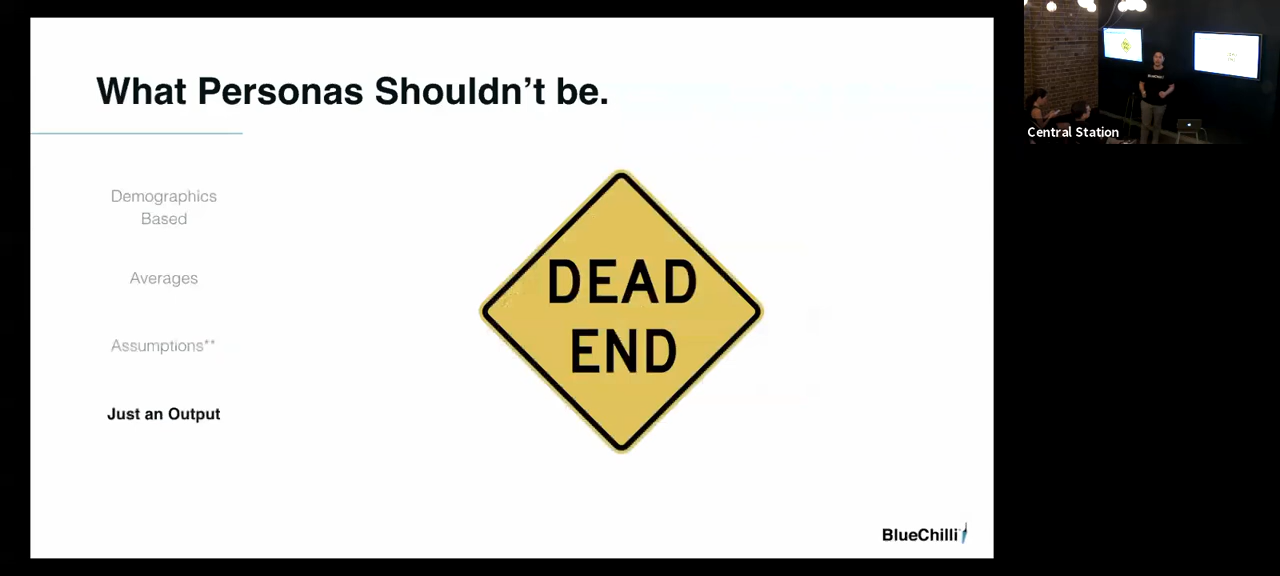 What Personas Shouldn't be.
Demographics
Based
Averages
Assumptions**
Just an Output
DEAD
END
BlueChilli
Central Station